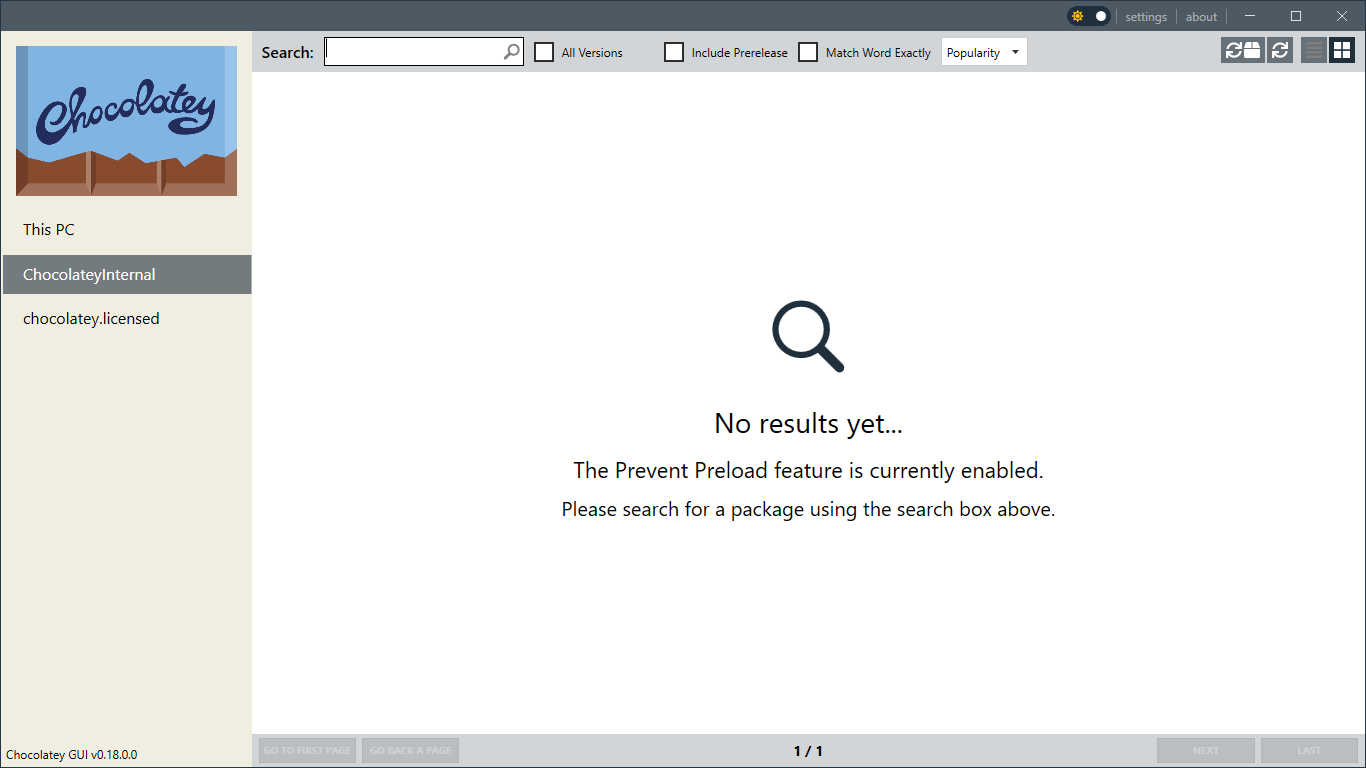 settings
about
Chocolatey
Search:
All Versions
Include Prerelease
Match Word Exactly
Popularity
This PC
ChocolateyInternal
chocolatey.licensed
No results yet...
The Prevent Preload feature is currently enabled.
Please search for a package using the search box above.
Chocolatey GUI v0.18.0.0
GO TO FIRST PAGE
GO BACK A PAGE
1 / 1
NEXT
LAST